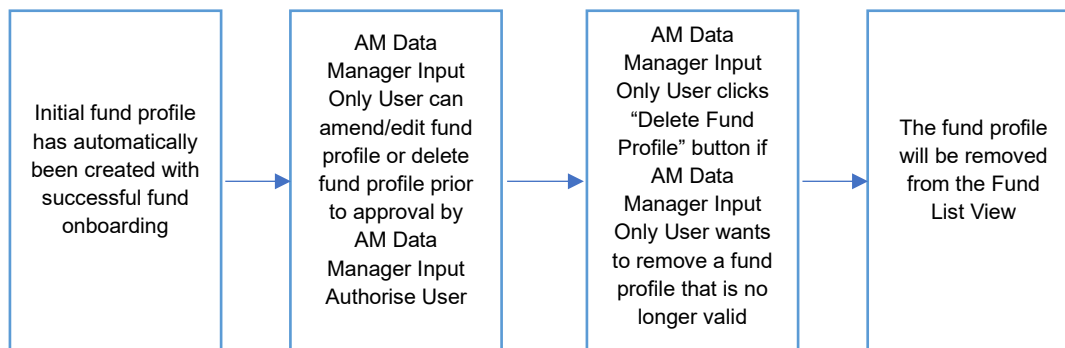 Initial fund profile
has automatically
been created with
successful fund
onboarding
AM Data
Manager Input
Only User can
amend/edit fund
profile or delete
fund profile prior
to approval by
AM Data
Manager Input
Authorise User
AM Data
Manager Input
Only User clicks
“Delete Fund
Profile” button if
AM Data
Manager Input
Only User wants
to remove a fund
profile that is no
longer valid
The fund profile
will be removed
from the Fund
List View